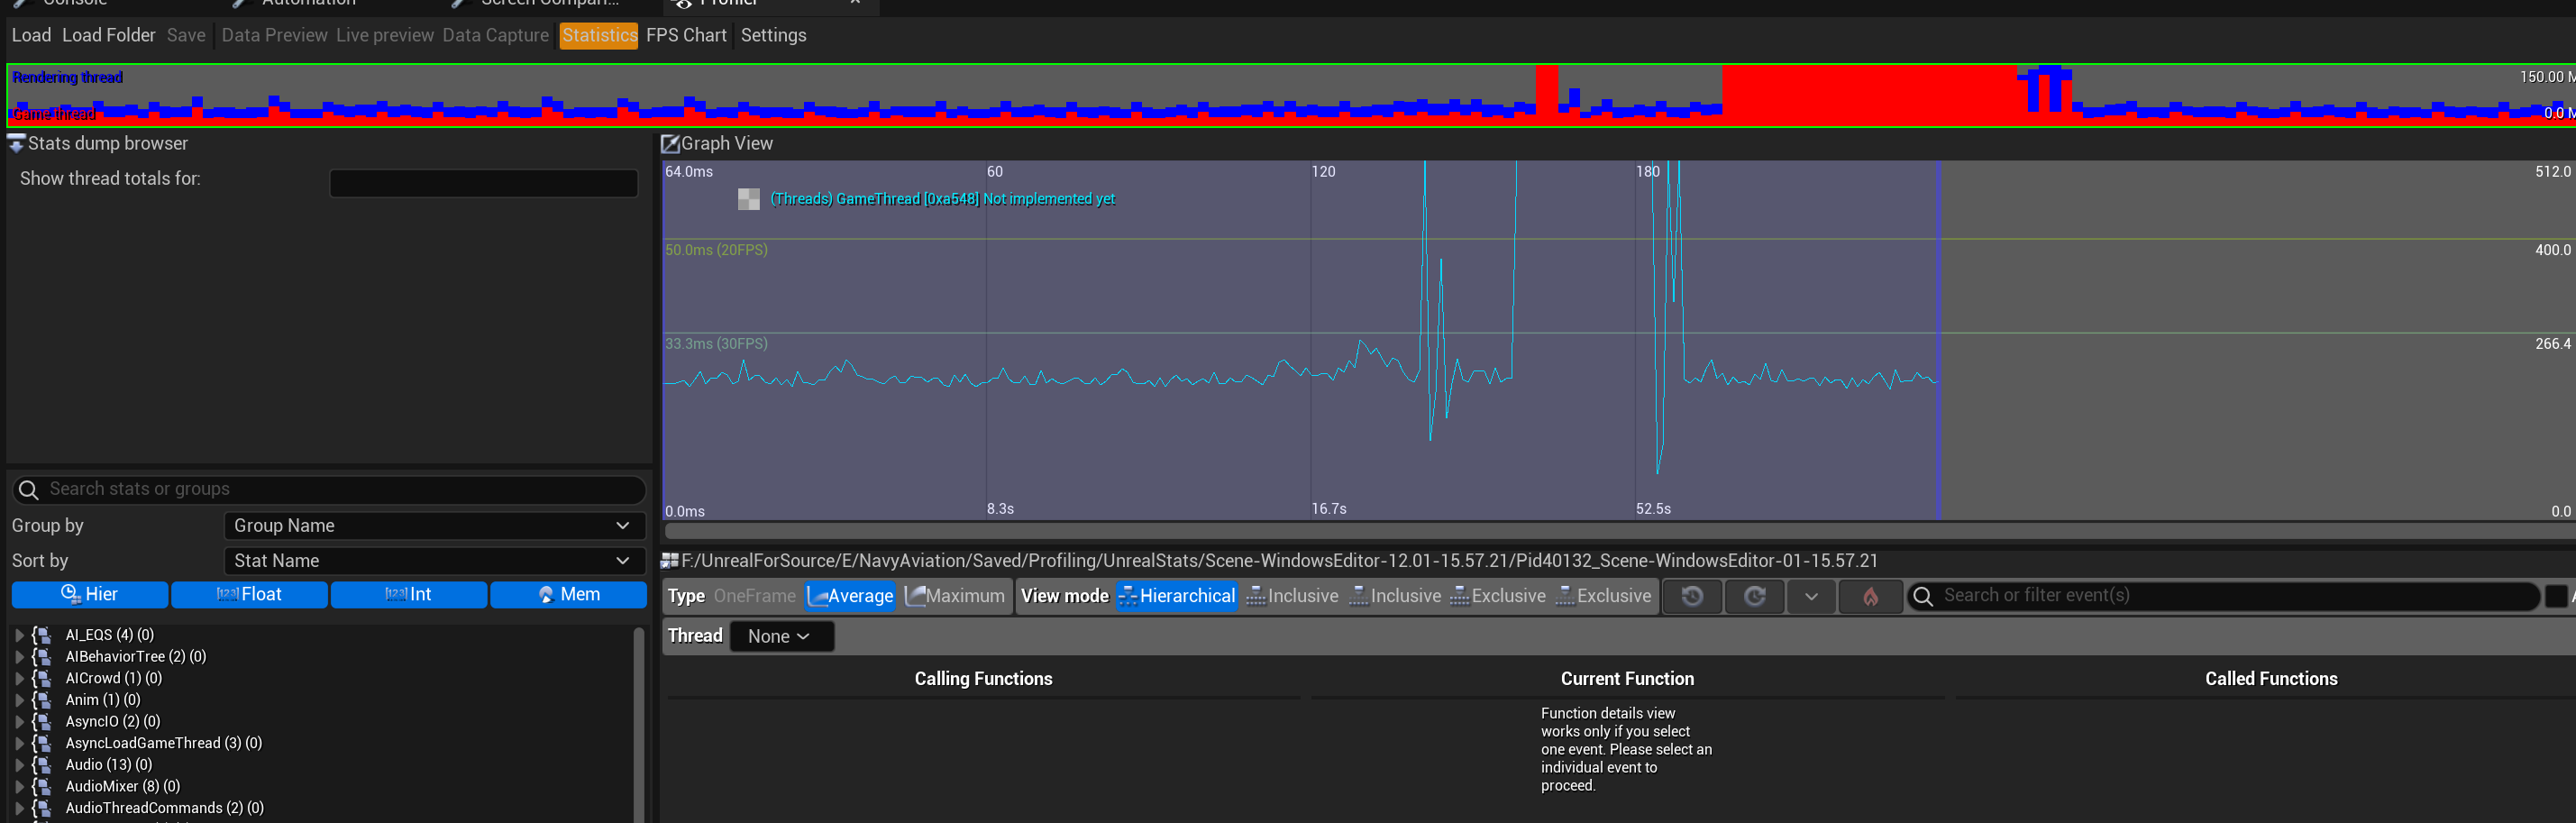 Console Automation Screen Compari... Profiler
Load Load Folder Save Data Preview Live preview Data Capture Statistics FPS Chart Settings
Rendering thread
150.00 M
Game thread
0.0 M
Stats dump browser
Show thread totals for:
Graph View
64.0ms 60 120 180 512.0
(Threads) GameThread [0xa548] Not implemented yet
50.0ms (20FPS) 400.0
33.3ms (30FPS) 266.4
0.0ms 8.3s 16.7s 52.5s 0.0
Search stats or groups
Group by Group Name
Sort by Stat Name
Hier Float Int Mem
AI_EQS (4) (0)
AIBehaviorTree (2) (0)
AICrowd (1) (0)
Anim (1) (0)
AsyncIO (2) (0)
AsyncLoadGameThread (3) (0)
Audio (13) (0)
AudioMixer (8) (0)
AudioThreadCommands (2) (0)
F:/UnrealForSource/E/NavyAviation/Saved/Profiling/UnrealStats/Scene-WindowsEditor-12.01-15.57.21/Pid40132_Scene-WindowsEditor-01-15.57.21
Type OneFrame Average Maximum View mode Hierarchical Inclusive Inclusive Exclusive Exclusive Search or filter event(s)
Thread None
Calling Functions Current Function Called Functions
Function details view
works only if you select
one event. Please select an
individual event to
proceed.